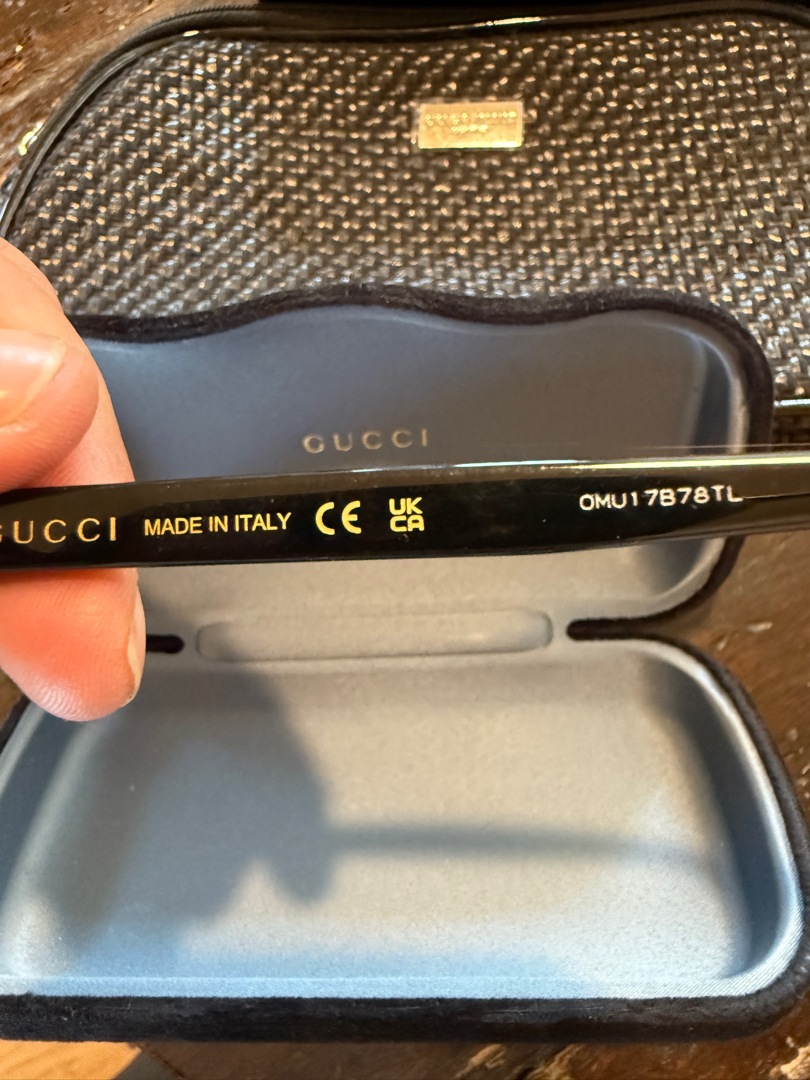 GUCCI
GUCCI MADE IN ITALY CE UK CA 0MU17B78TL